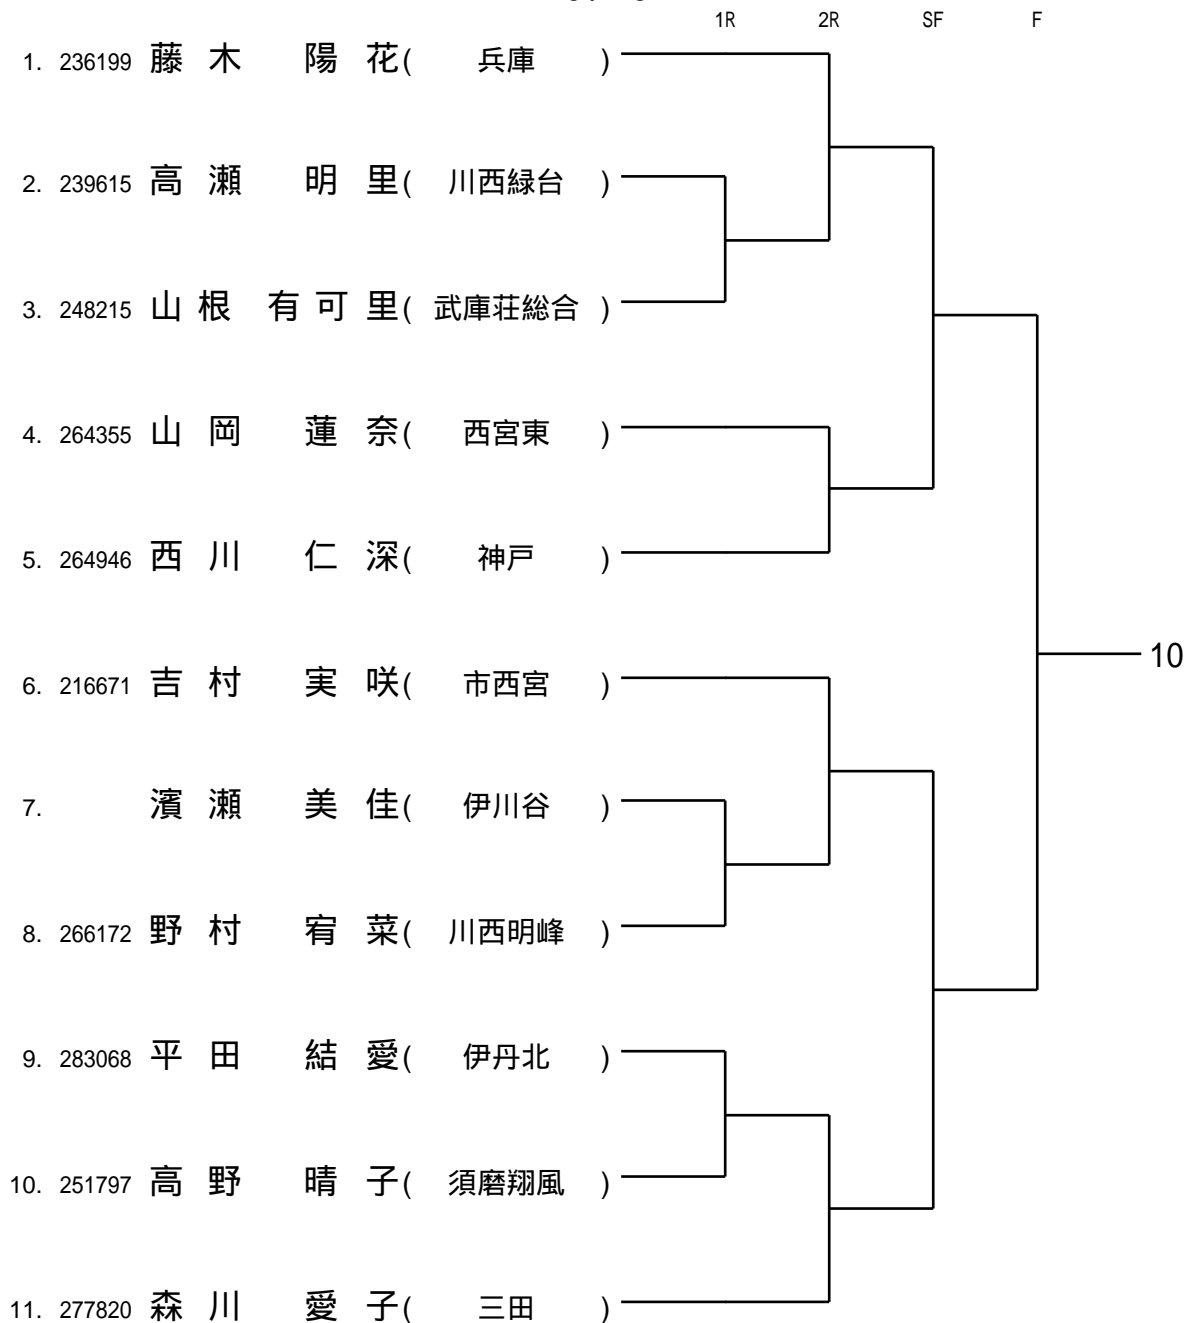 1R 2R SF F
1. 236199 藤木 陽花( 兵庫 )
2. 239615 高瀬 明里( 川西緑台 )
3. 248215 山根 有可里( 武庫荘総合 )
4. 264355 山岡 蓮奈( 西宮東 )
5. 264946 西川 仁深( 神戸 )
10
6. 216671 吉村 実咲( 市西宮 )
7. 濱瀬 美佳( 伊川谷 )
8. 266172 野村 宥菜( 川西明峰 )
9. 283068 平田 結愛( 伊丹北 )
10. 251797 高野 晴子( 須磨翔風 )
11. 277820 森川 愛子( 三田 )